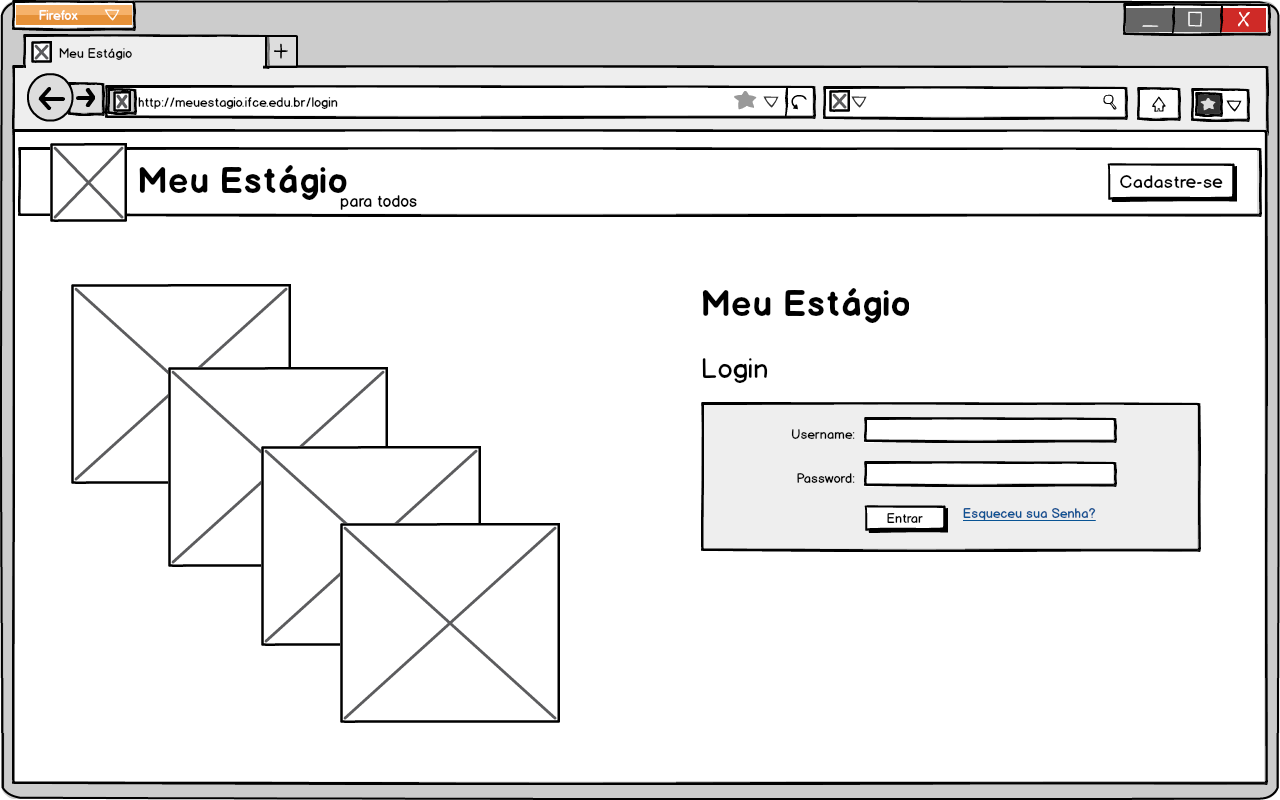 Firefox
Meu Estágio
http://meuestagio.ifce.edu.br/login
Meu Estágio
para todos
Cadastre-se
Meu Estágio
Login
Username:
Password:
Entrar
Esqueceu sua Senha?